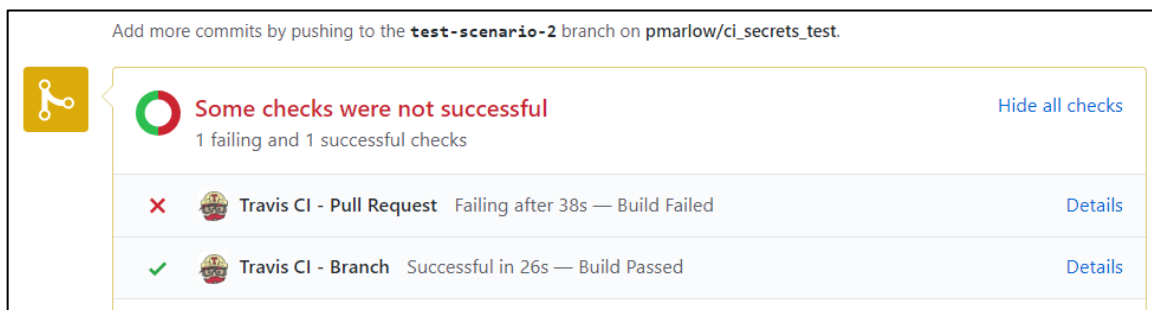 Add more commits by pushing to the test-scenario-2 branch on pmarlow/ci_secrets_test.
Some checks were not successful
Hide all checks
1 failing and 1 successful checks
Travis CI - Pull Request Failing after 38s — Build Failed Details
Travis CI - Branch Successful in 26s — Build Passed Details